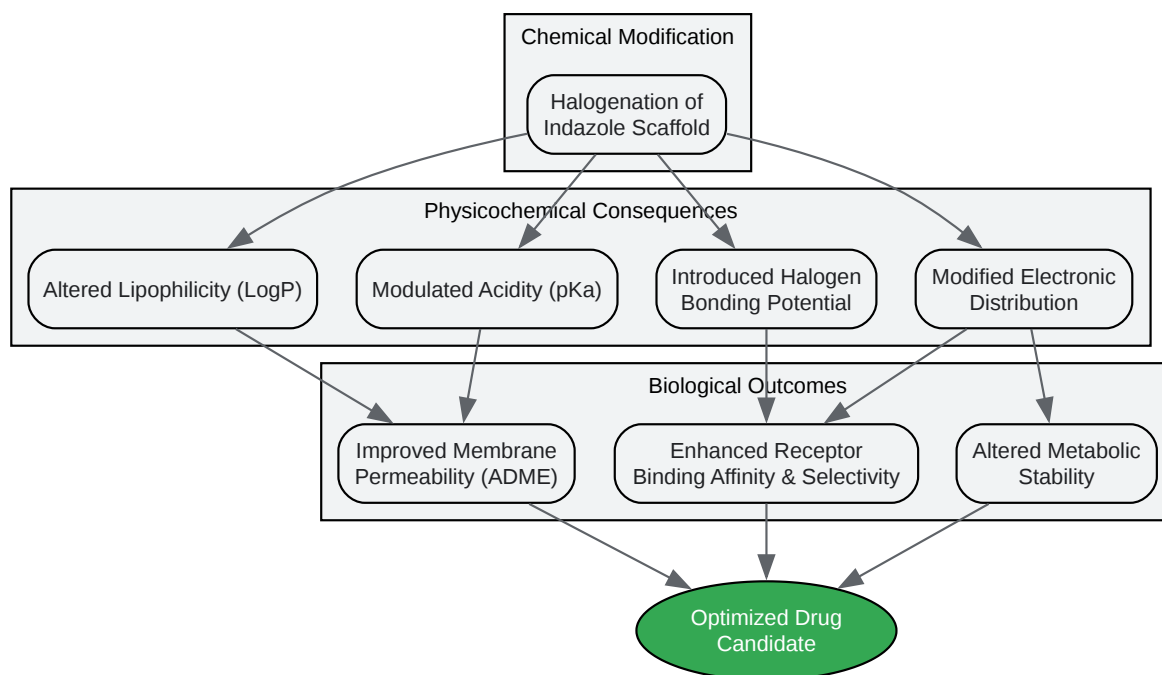 Chemical Modification
Halogenation of
Indazole Scaffold
Physicochemical Consequences
Altered Lipophilicity (LogP)
Modulated Acidity (pKa)
Introduced Halogen
Bonding Potential
Modified Electronic
Distribution
Biological Outcomes
Improved Membrane
Permeability (ADME)
Enhanced Receptor
Binding Affinity & Selectivity
Altered Metabolic
Stability
Optimized Drug
Candidate